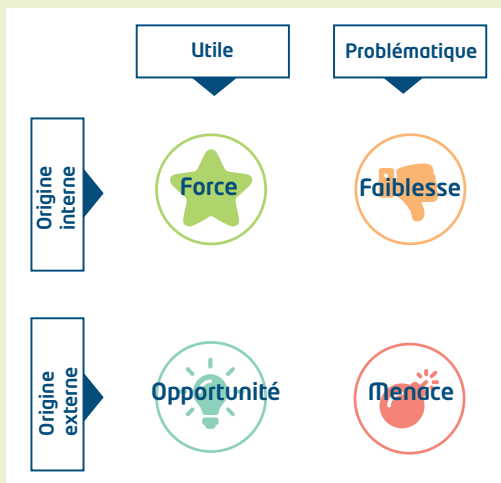 Utile
Problématique
Origine
interne
Force
Faiblesse
Origine
externe
Opportunité
Menace